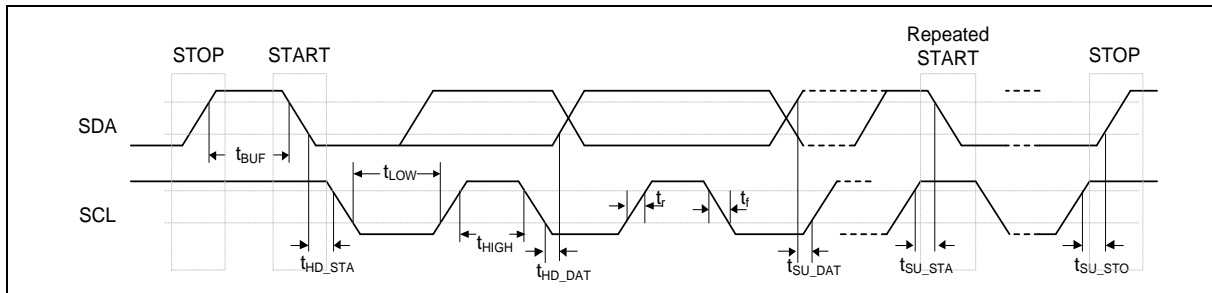 STOP
START
Repeated
START
STOP
SDA
tBUF
tLOW
SCL
tr
tf
tHIGH
tHD_STA
tHD_DAT
tSU_DAT
tSU_STA
tSU_STO